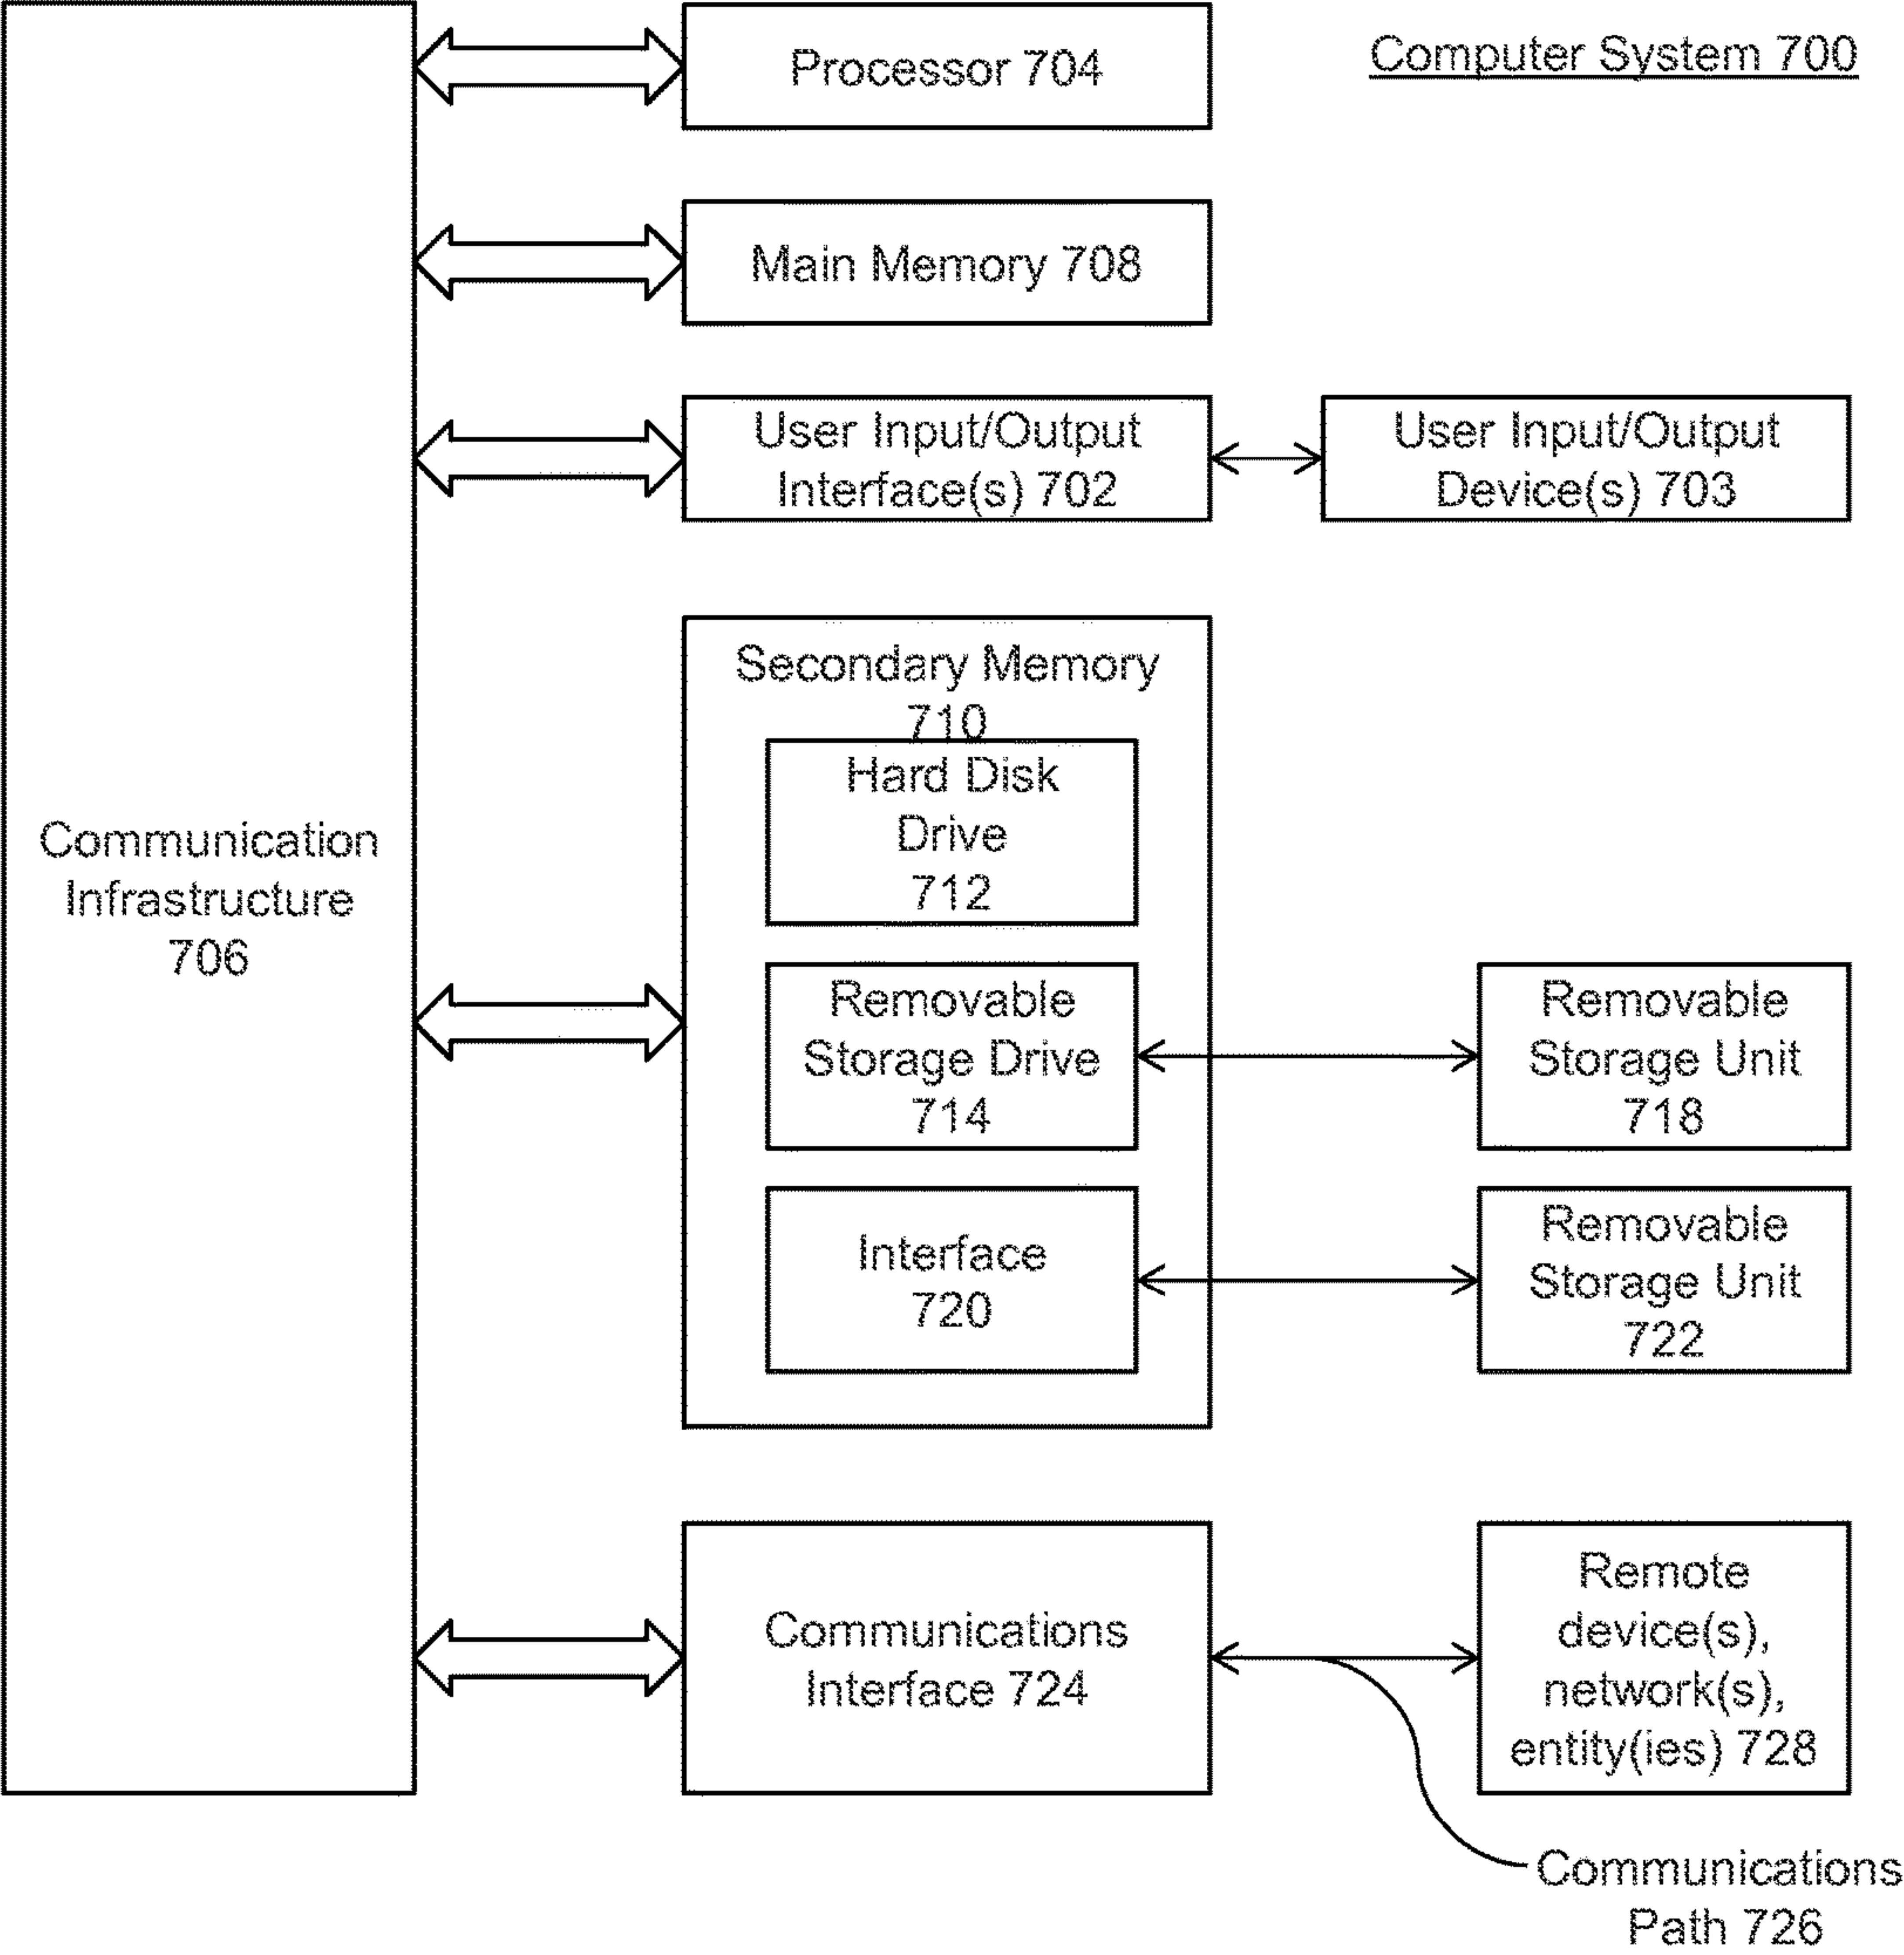 Processor 704
Computer System 700
Main Memory 708
User Input/Output
Interface(s) 702
User Input/Output
Device(s) 703
Secondary Memory
710
Hard Disk
Drive
712
Communication
Infrastructure
706
Removable
Storage Drive
714
Removable
Storage Unit
718
Interface
720
Removable
Storage Unit
722
Communications
Interface 724
Remote
device(s),
network(s),
entity(ies) 728
Communications
Path 726